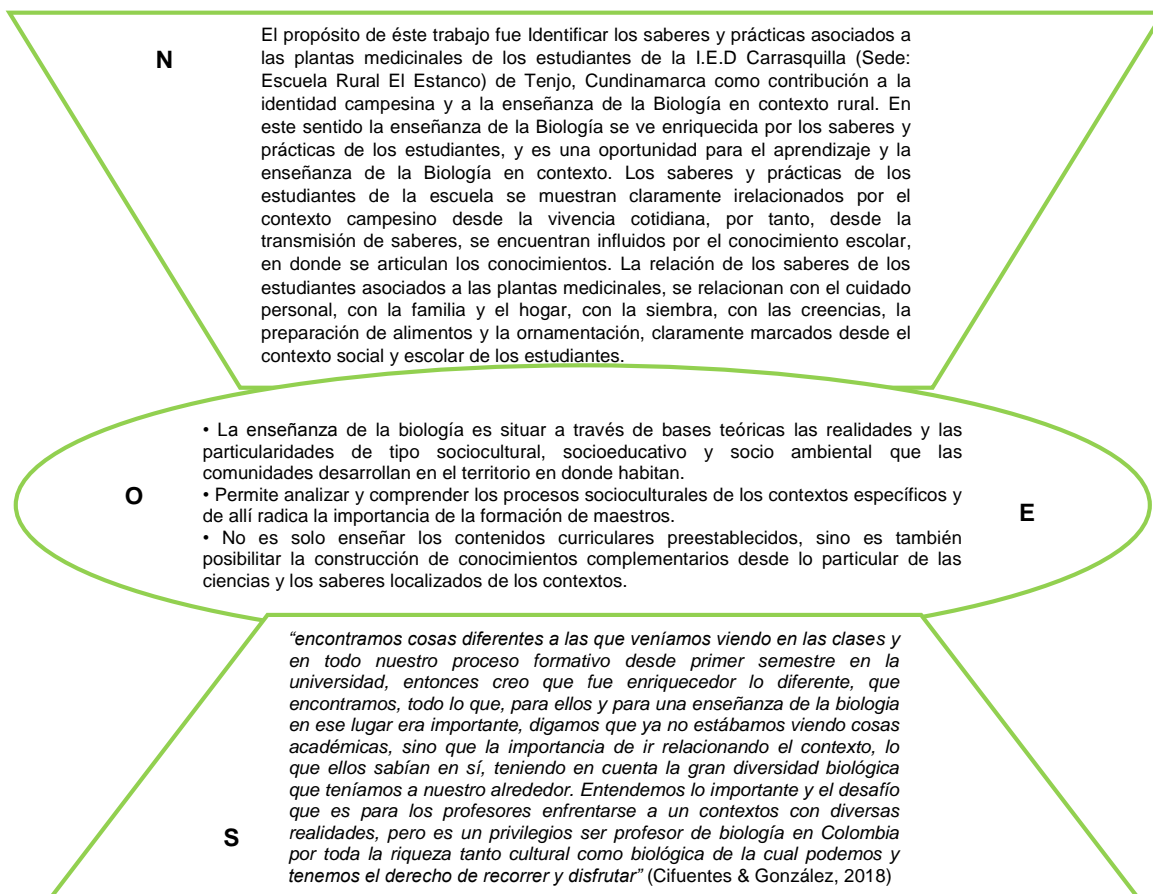 El propósito de éste trabajo fue Identificar los saberes y prácticas asociados a
N
las plantas medicinales de los estudiantes de la I.E.D Carrasquilla (Sede:
Escuela Rural El Estanco) de Tenjo, Cundinamarca como contribución a la
identidad campesina y a la enseñanza de la Biología en contexto rural. En
este sentido la enseñanza de la Biología se ve enriquecida por los saberes y
prácticas de los estudiantes, y es una oportunidad para el aprendizaje y la
enseñanza de la Biología en contexto. Los saberes y prácticas de los
estudiantes de la escuela se muestran claramente irelacionados por el
contexto campesino desde la vivencia cotidiana, por tanto, desde la
transmisión de saberes, se encuentran influidos por el conocimiento escolar,
en donde se articulan los conocimientos. La relación de los saberes de los
estudiantes asociados a las plantas medicinales, se relacionan con el cuidado
personal, con la familia y el hogar, con la siembra, con las creencias, la
preparación de alimentos y la ornamentación, claramente marcados desde el
contexto social y escolar de los estudiantes.
• La enseñanza de la biología es situar a través de bases teóricas las realidades y las
particularidades de tipo sociocultural, socioeducativo y socio ambiental que las
comunidades desarrollan en el territorio en donde habitan.
O
• Permite analizar y comprender los procesos socioculturales de los contextos específicos y
de allí radica la importancia de la formación de maestros.
E
• No es solo enseñar los contenidos curriculares preestablecidos, sino es también
posibilitar la construcción de conocimientos complementarios desde lo particular de las
ciencias y los saberes localizados de los contextos.
"encontramos cosas diferentes a las que veníamos viendo en las clases y
en todo nuestro proceso formativo desde primer semestre en la
universidad, entonces creo que fue enriquecedor lo diferente, que
encontramos, todo lo que, para ellos y para una enseñanza de la biologia
en ese lugar era importante, digamos que ya no estábamos viendo cosas
académicas, sino que la importancia de ir relacionando el contexto, lo
que ellos sabían en sí, teniendo en cuenta la gran diversidad biológica
que teníamos a nuestro alrededor. Entendemos lo importante y el desafío
que es para los profesores enfrentarse a un contextos con diversas
realidades, pero es un privilegios ser profesor de biología en Colombia
S
por toda la riqueza tanto cultural como biológica de la cual podemos y
tenemos el derecho de recorrer y disfrutar" (Cifuentes & González, 2018)